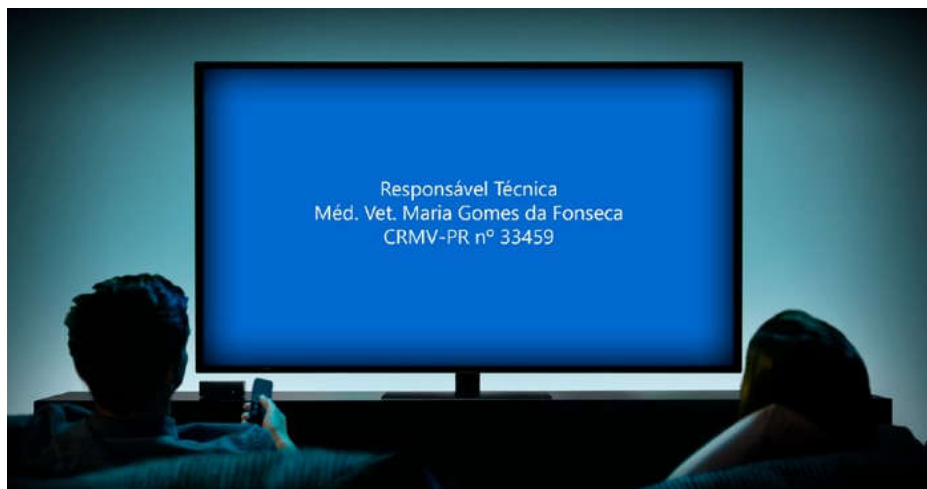 Responsável Técnica
Méd. Vet. Maria Gomes da Fonseca
CRMV-PR nº 33459